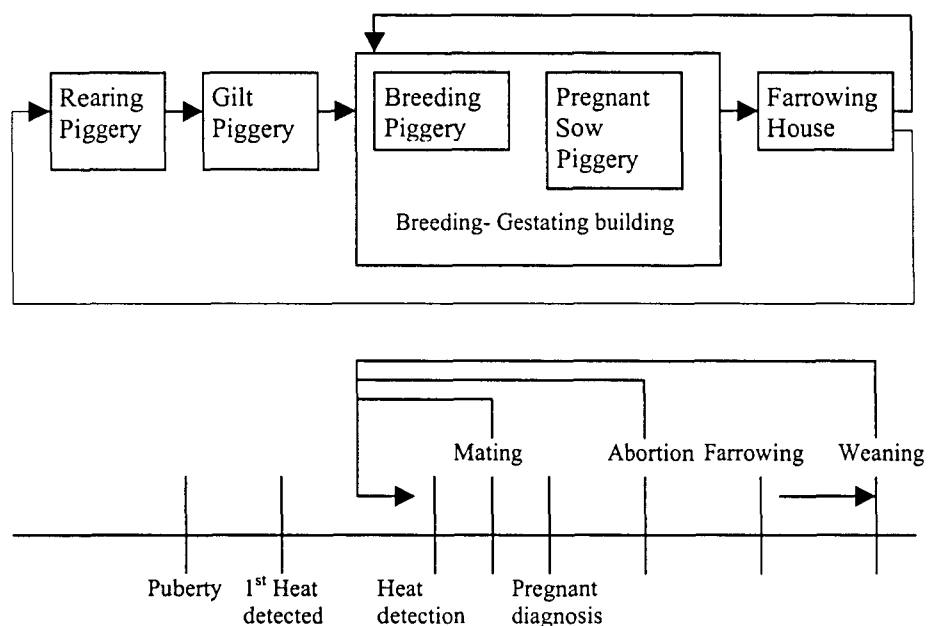 Rearing
Piggery
Gilt
Piggery
Breeding
Piggery
Pregnant
Sow
Piggery
Farrowing
House
Breeding- Gestating building
Mating
Abortion
Farrowing
Weaning
Puberty
1st Heat
detected
Heat
detection
Pregnant
diagnosis